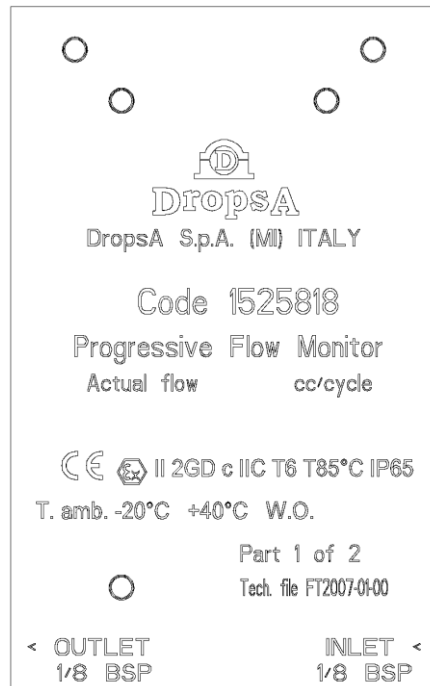 D
DropsA
DropsA S.p.A. (MI) ITALY
Code 1525818
Progressive Flow Monitor
Actual flow cc/cycle
CE Ex II 2GD c IIC T6 T85°C IP65
T. amb. -20°C +40°C W.O.
Part 1 of 2
Tech. file FT2007-01-00
< OUTLET INLET <
1/8 BSP 1/8 BSP